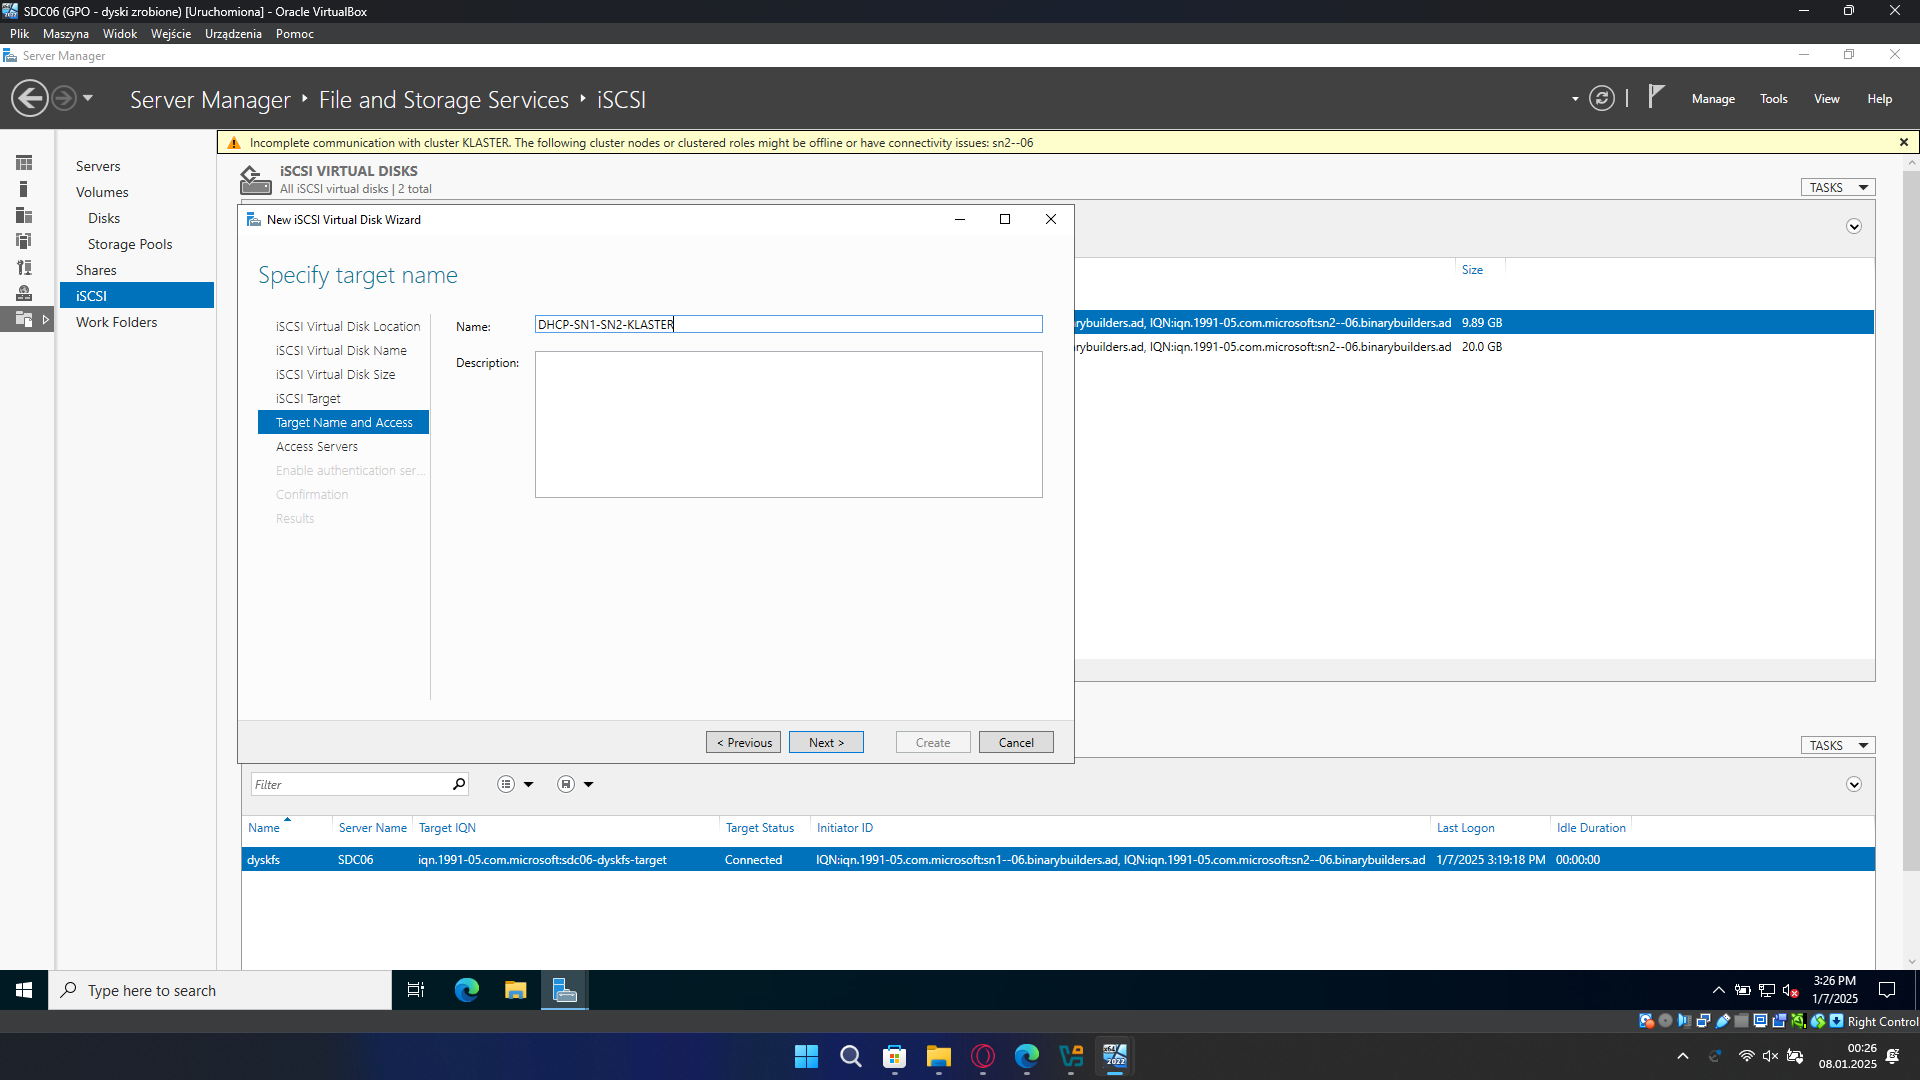 SDC06 (GPO - dyski zrobione) [Uruchomiona] - Oracle VirtualBox
Plik Maszyna Widok Wejście Urządzenia Pomoc
Server Manager
Server Manager File and Storage Services iSCSI
Manage Tools View Help
Incomplete communication with cluster KLASTER. The following cluster nodes or clustered roles might be offline or have connectivity issues: sn2--06
Servers
Volumes
Disks
Storage Pools
Shares
iSCSI
Work Folders
iSCSI VIRTUAL DISKS
All iSCSI virtual disks | 2 total
TASKS
New iSCSI Virtual Disk Wizard
Specify target name
iSCSI Virtual Disk Location
iSCSI Virtual Disk Name
iSCSI Virtual Disk Size
iSCSI Target
Target Name and Access
Access Servers
Enable authentication ser...
Confirmation
Results
Name: DHCP-SN1-SN2-KLASTER
Description:
< Previous Next > Create Cancel
Size
rybuilders.ad, IQN:iqn.1991-05.com.microsoft:sn2--06.binarybuilders.ad 9.89 GB
rybuilders.ad, IQN:iqn.1991-05.com.microsoft:sn2--06.binarybuilders.ad 20.0 GB
TASKS
Filter
Name Server Name Target IQN Target Status Initiator ID Last Logon Idle Duration
dyskfs SDC06 iqn.1991-05.com.microsoft:sdc06-dyskfs-target Connected IQN:iqn.1991-05.com.microsoft:sn1--06.binarybuilders.ad, IQN:iqn.1991-05.com.microsoft:sn2--06.binarybuilders.ad 1/7/2025 3:19:18 PM 00:00:00
Type here to search
3:26 PM
1/7/2025
Right Control
00:26
08.01.2025